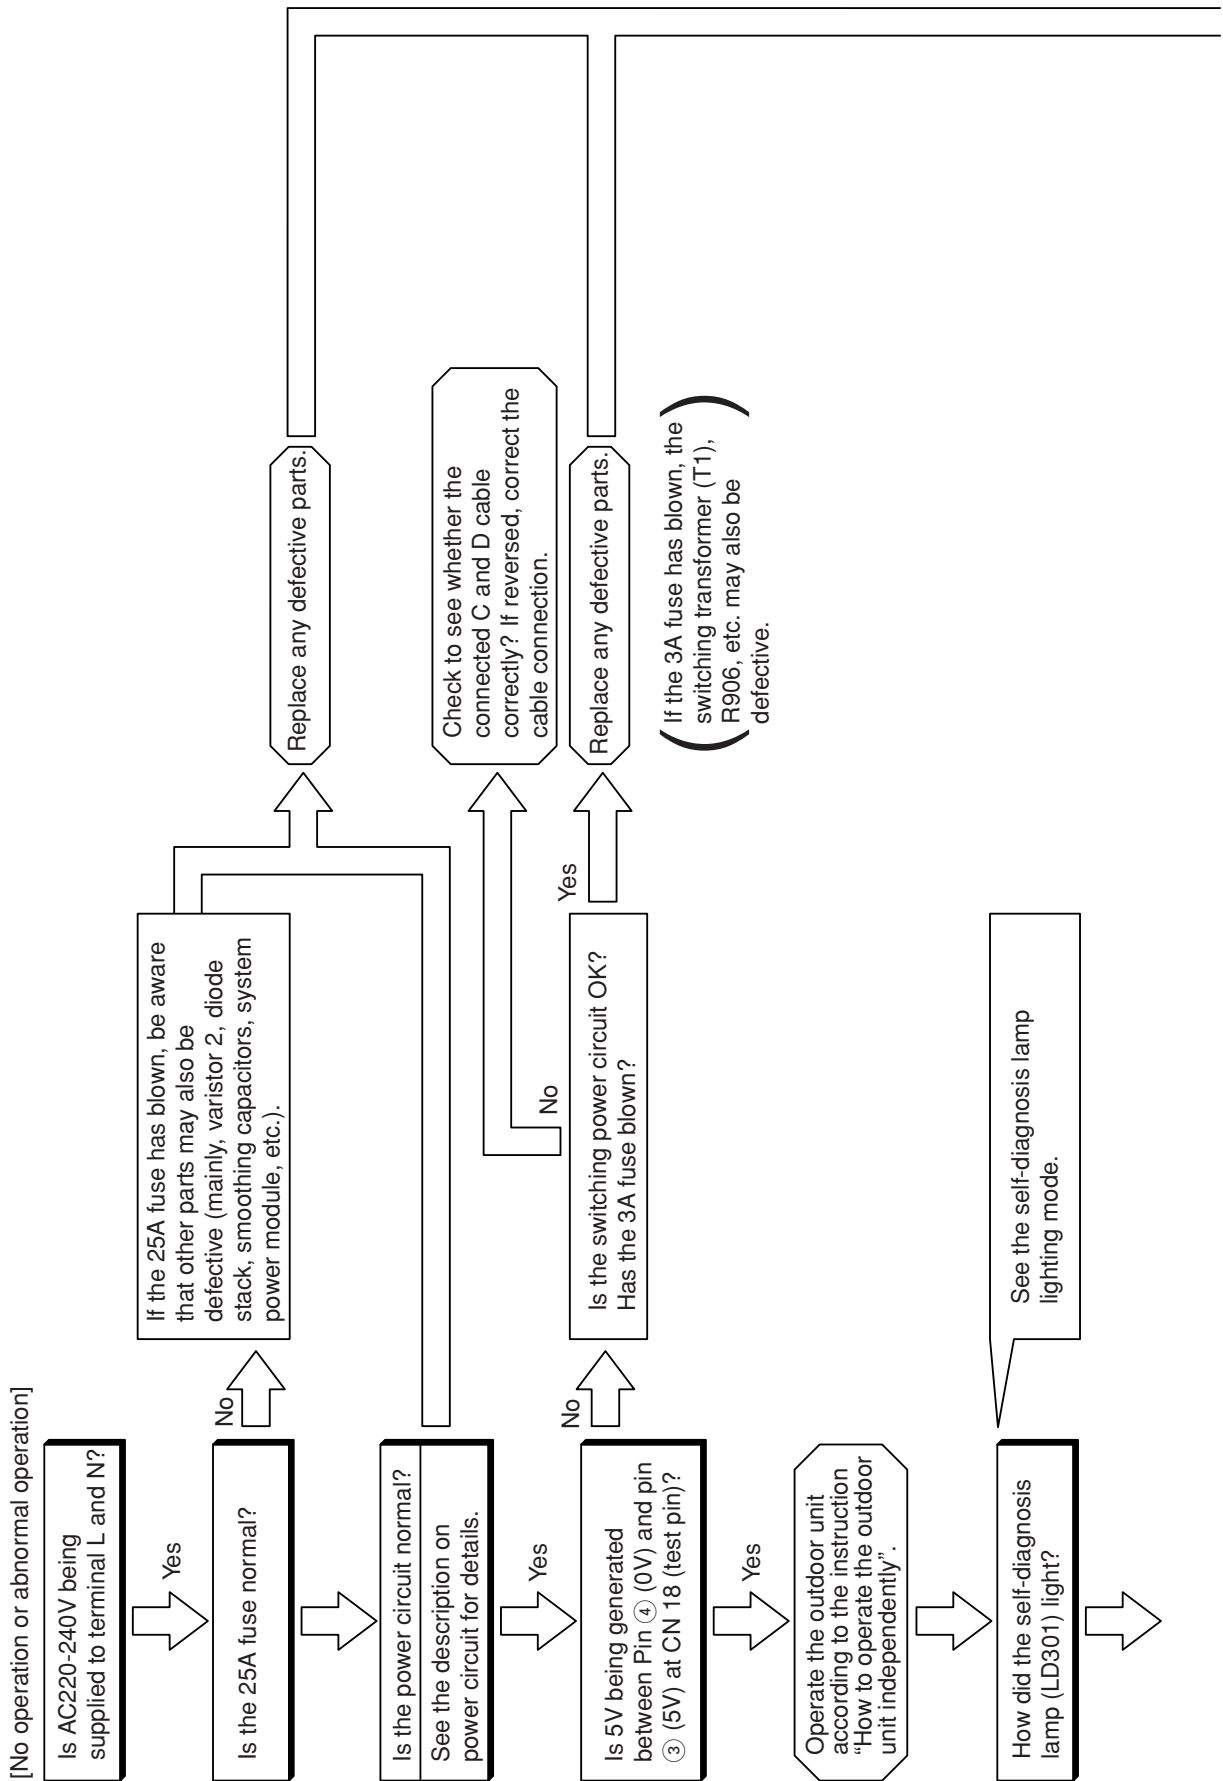 [No operation or abnormal operation]
Is AC220-240V being
supplied to terminal L and N?
Yes
Is the 25A fuse normal?
No
If the 25A fuse has blown, be aware
that other parts may also be
defective (mainly, varistor 2, diode
stack, smoothing capacitors, system
power module, etc.).
Replace any defective parts.
Is the power circuit normal?
See the description on
power circuit for details.
Yes
Is 5V being generated
between Pin ④ (0V) and pin
③ (5V) at CN 18 (test pin)?
No
Is the switching power circuit OK?
Has the 3A fuse blown?
No
Check to see whether the
connected C and D cable
correctly? If reversed, correct the
cable connection.
Yes
Replace any defective parts.
If the 3A fuse has blown, the
switching transformer (T1),
R906, etc. may also be
defective.
Yes
Operate the outdoor unit
according to the instruction
“How to operate the outdoor
unit independently”.
How did the self-diagnosis
lamp (LD301) light?
See the self-diagnosis lamp
lighting mode.